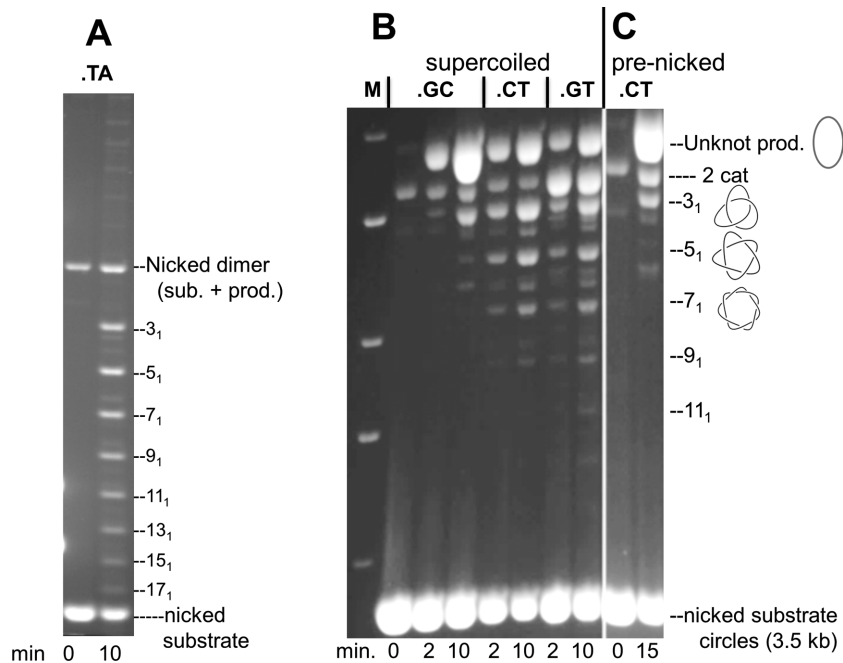 A
.TA
--Nicked dimer
(sub. + prod.)
--3₁
--5₁
--7₁
--9₁
--11₁
--13₁
--15₁
--17₁
----nicked
substrate
min 0 10
B
C
supercoiled
pre-nicked
M .GC .CT .GT .CT
--Unknot prod.
---- 2 cat
--3₁
--5₁
--7₁
--9₁
--11₁
--nicked substrate
circles (3.5 kb)
min. 0 2 10 2 10 2 10 0 15